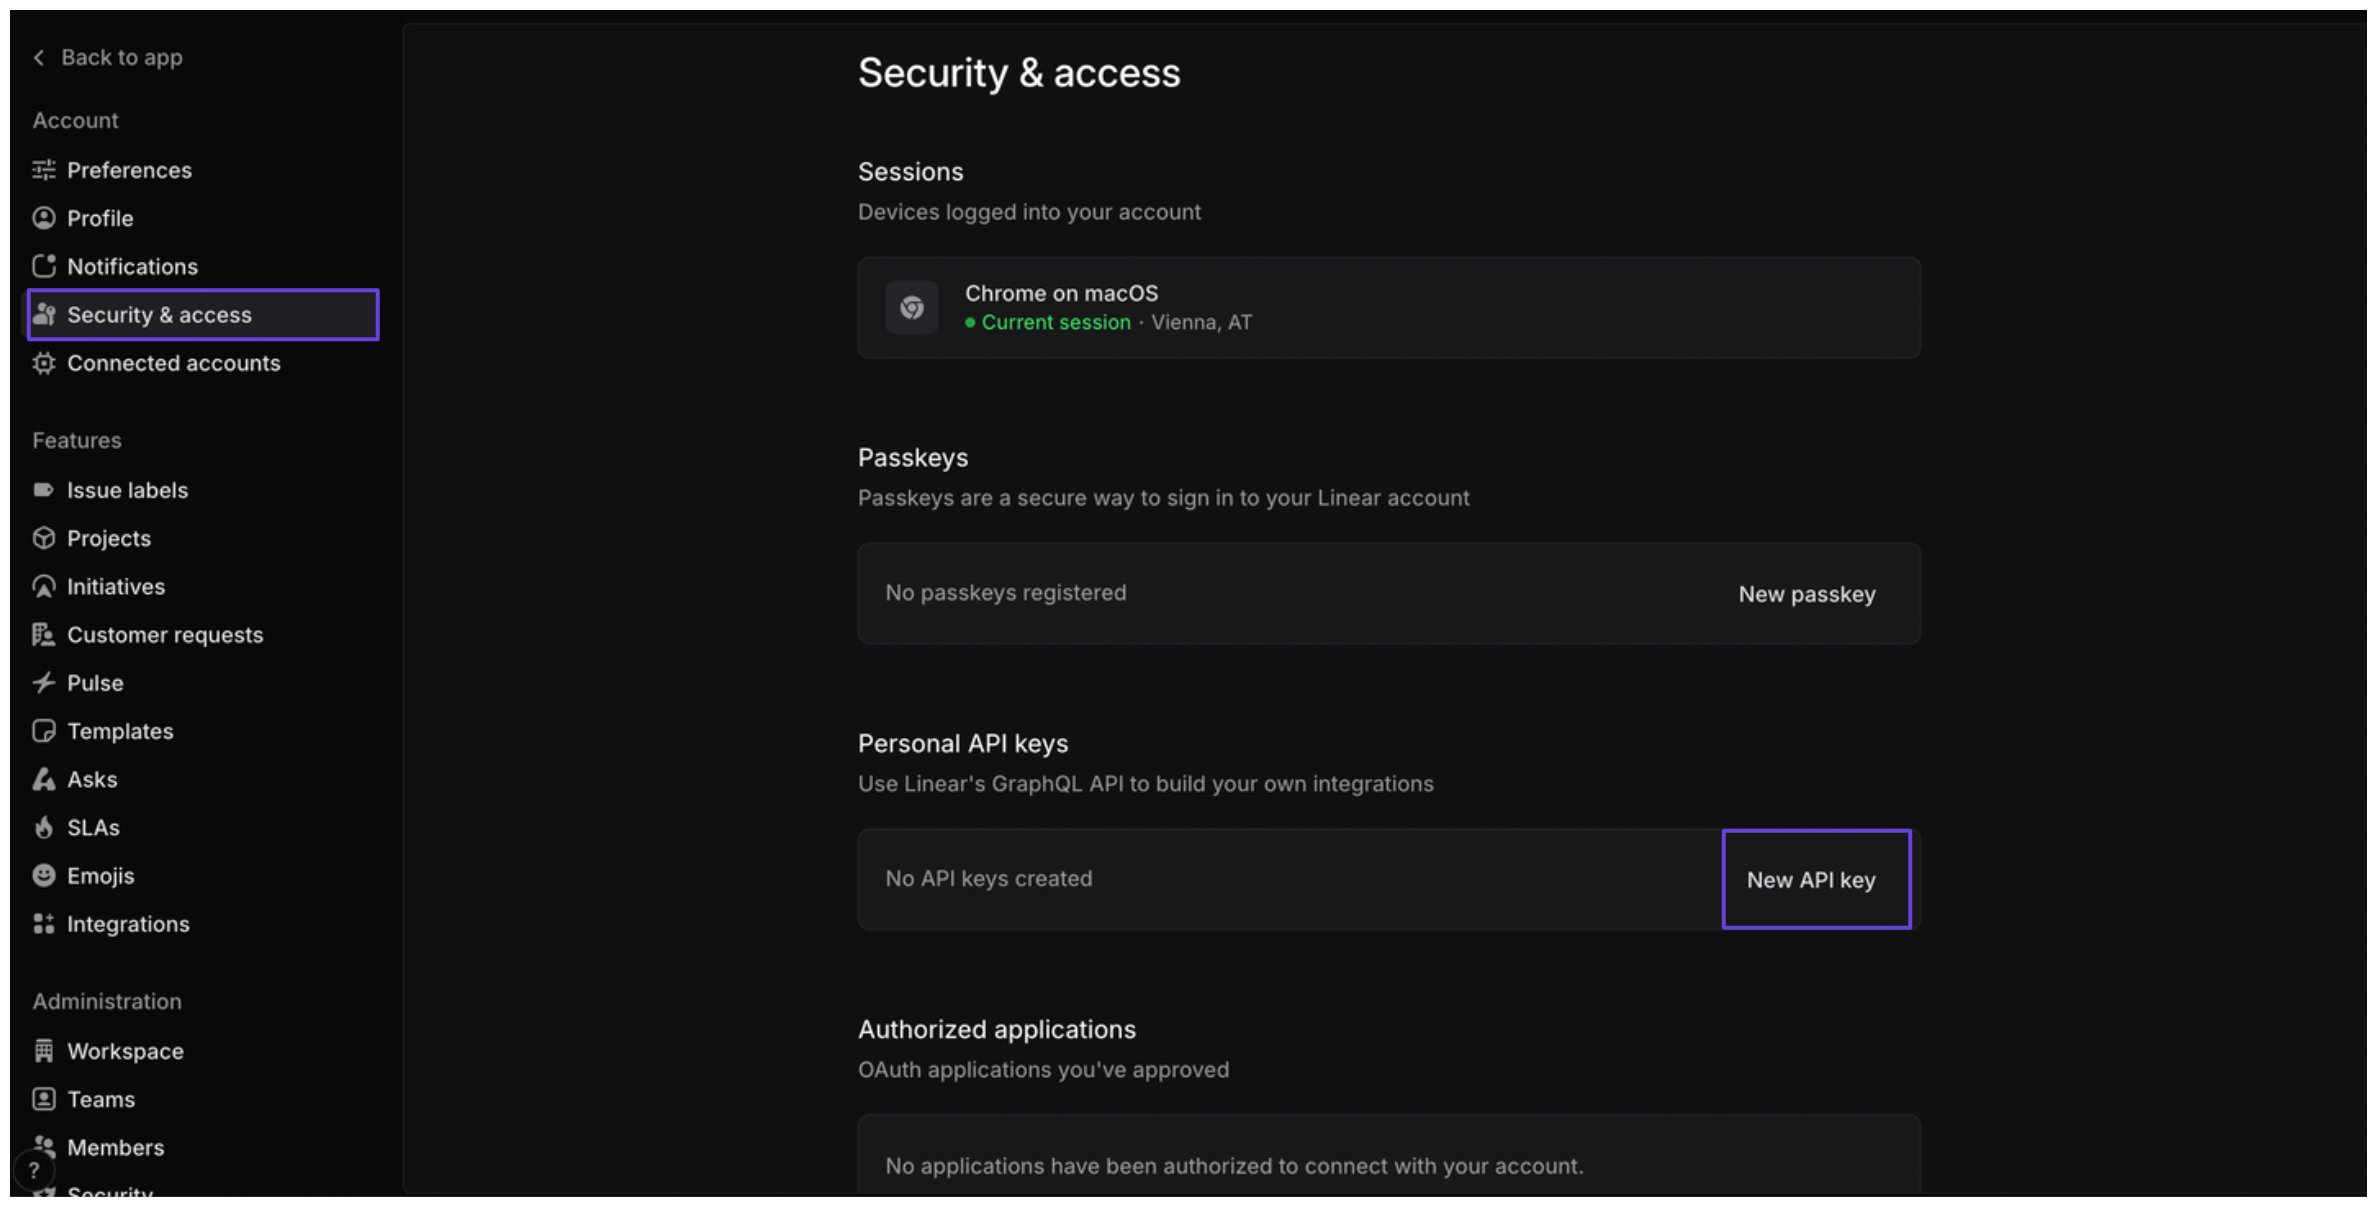 Back to app
Account
Preferences
Profile
Notifications
Security & access
Connected accounts
Features
Issue labels
Projects
Initiatives
Customer requests
Pulse
Templates
Asks
SLAs
Emojis
Integrations
Administration
Workspace
Teams
Members
?
Security
Security & access
Sessions
Devices logged into your account
Chrome on macOS
Current session · Vienna, AT
Passkeys
Passkeys are a secure way to sign in to your Linear account
No passkeys registered
New passkey
Personal API keys
Use Linear's GraphQL API to build your own integrations
No API keys created
New API key
Authorized applications
OAuth applications you've approved
No applications have been authorized to connect with your account.